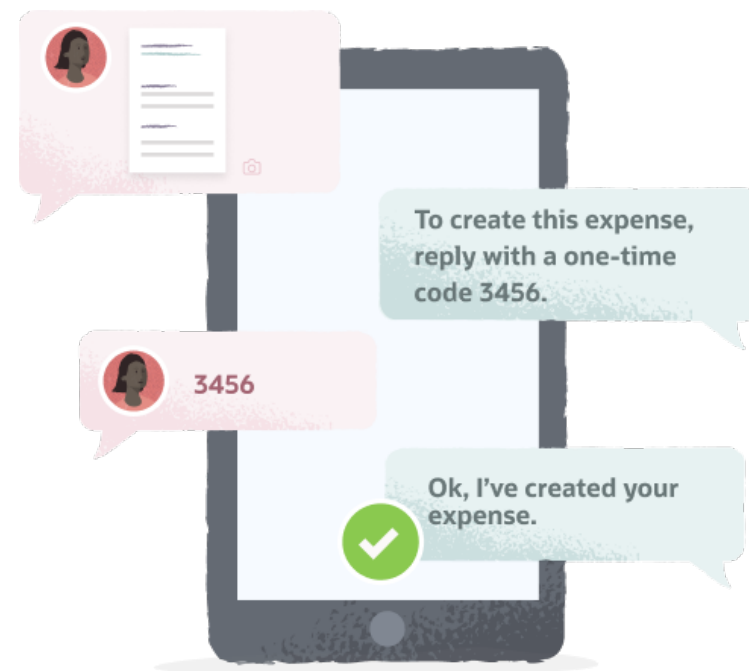 To create this expense,
reply with a one-time
code 3456.
3456
Ok, I've created your
expense.